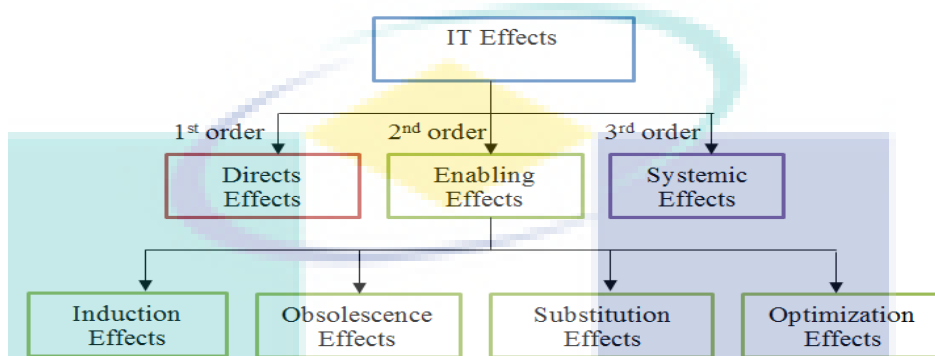 IT Effects
1st order 2nd order 3rd order
Directs Enabling Systemic
Effects Effects Effects
Induction Obsolescence Substitution Optimization
Effects Effects Effects Effects